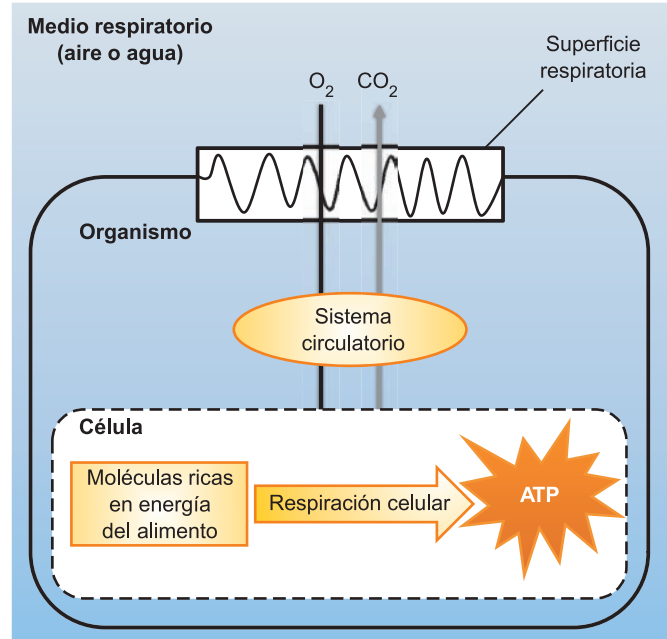 Medio respiratorio
(aire o agua)
Superficie
respiratoria
O₂
CO₂
Organismo
Sistema
circulatorio
Célula
Moléculas ricas
en energía
del alimento
Respiración celular
ATP